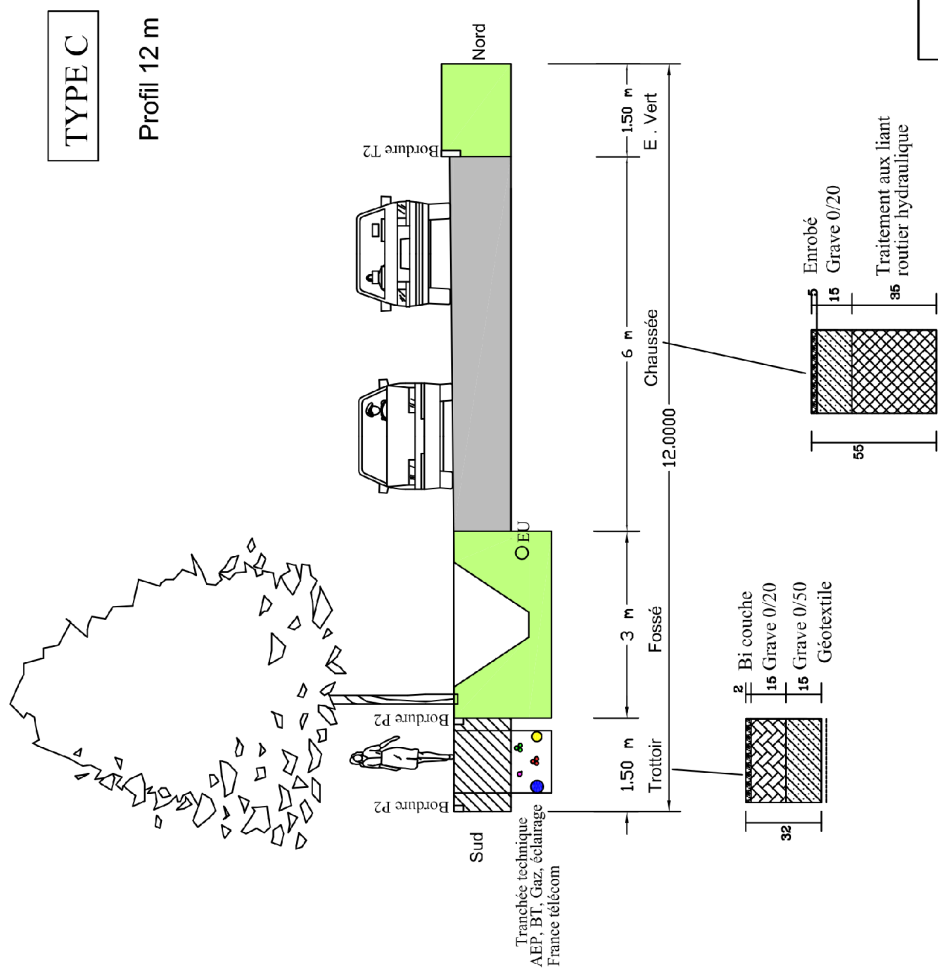 TYPE C
Profil 12 m
Sud
Nord
Bordure P2
Bordure P2
Bordure T2
EU
Tranchée technique
AEP, BT, Gaz, éclairage
France télécom
1.50 m
3 m
6 m
1.50 m
Trottoir
Fossé
Chaussée
E . Vert
12.0000
2
Bi couche
15
Grave 0/20
15
Grave 0/50
Géotextile
32
5
Enrobé
15
Grave 0/20
35
Traitement aux liant
routier hydraulique
55